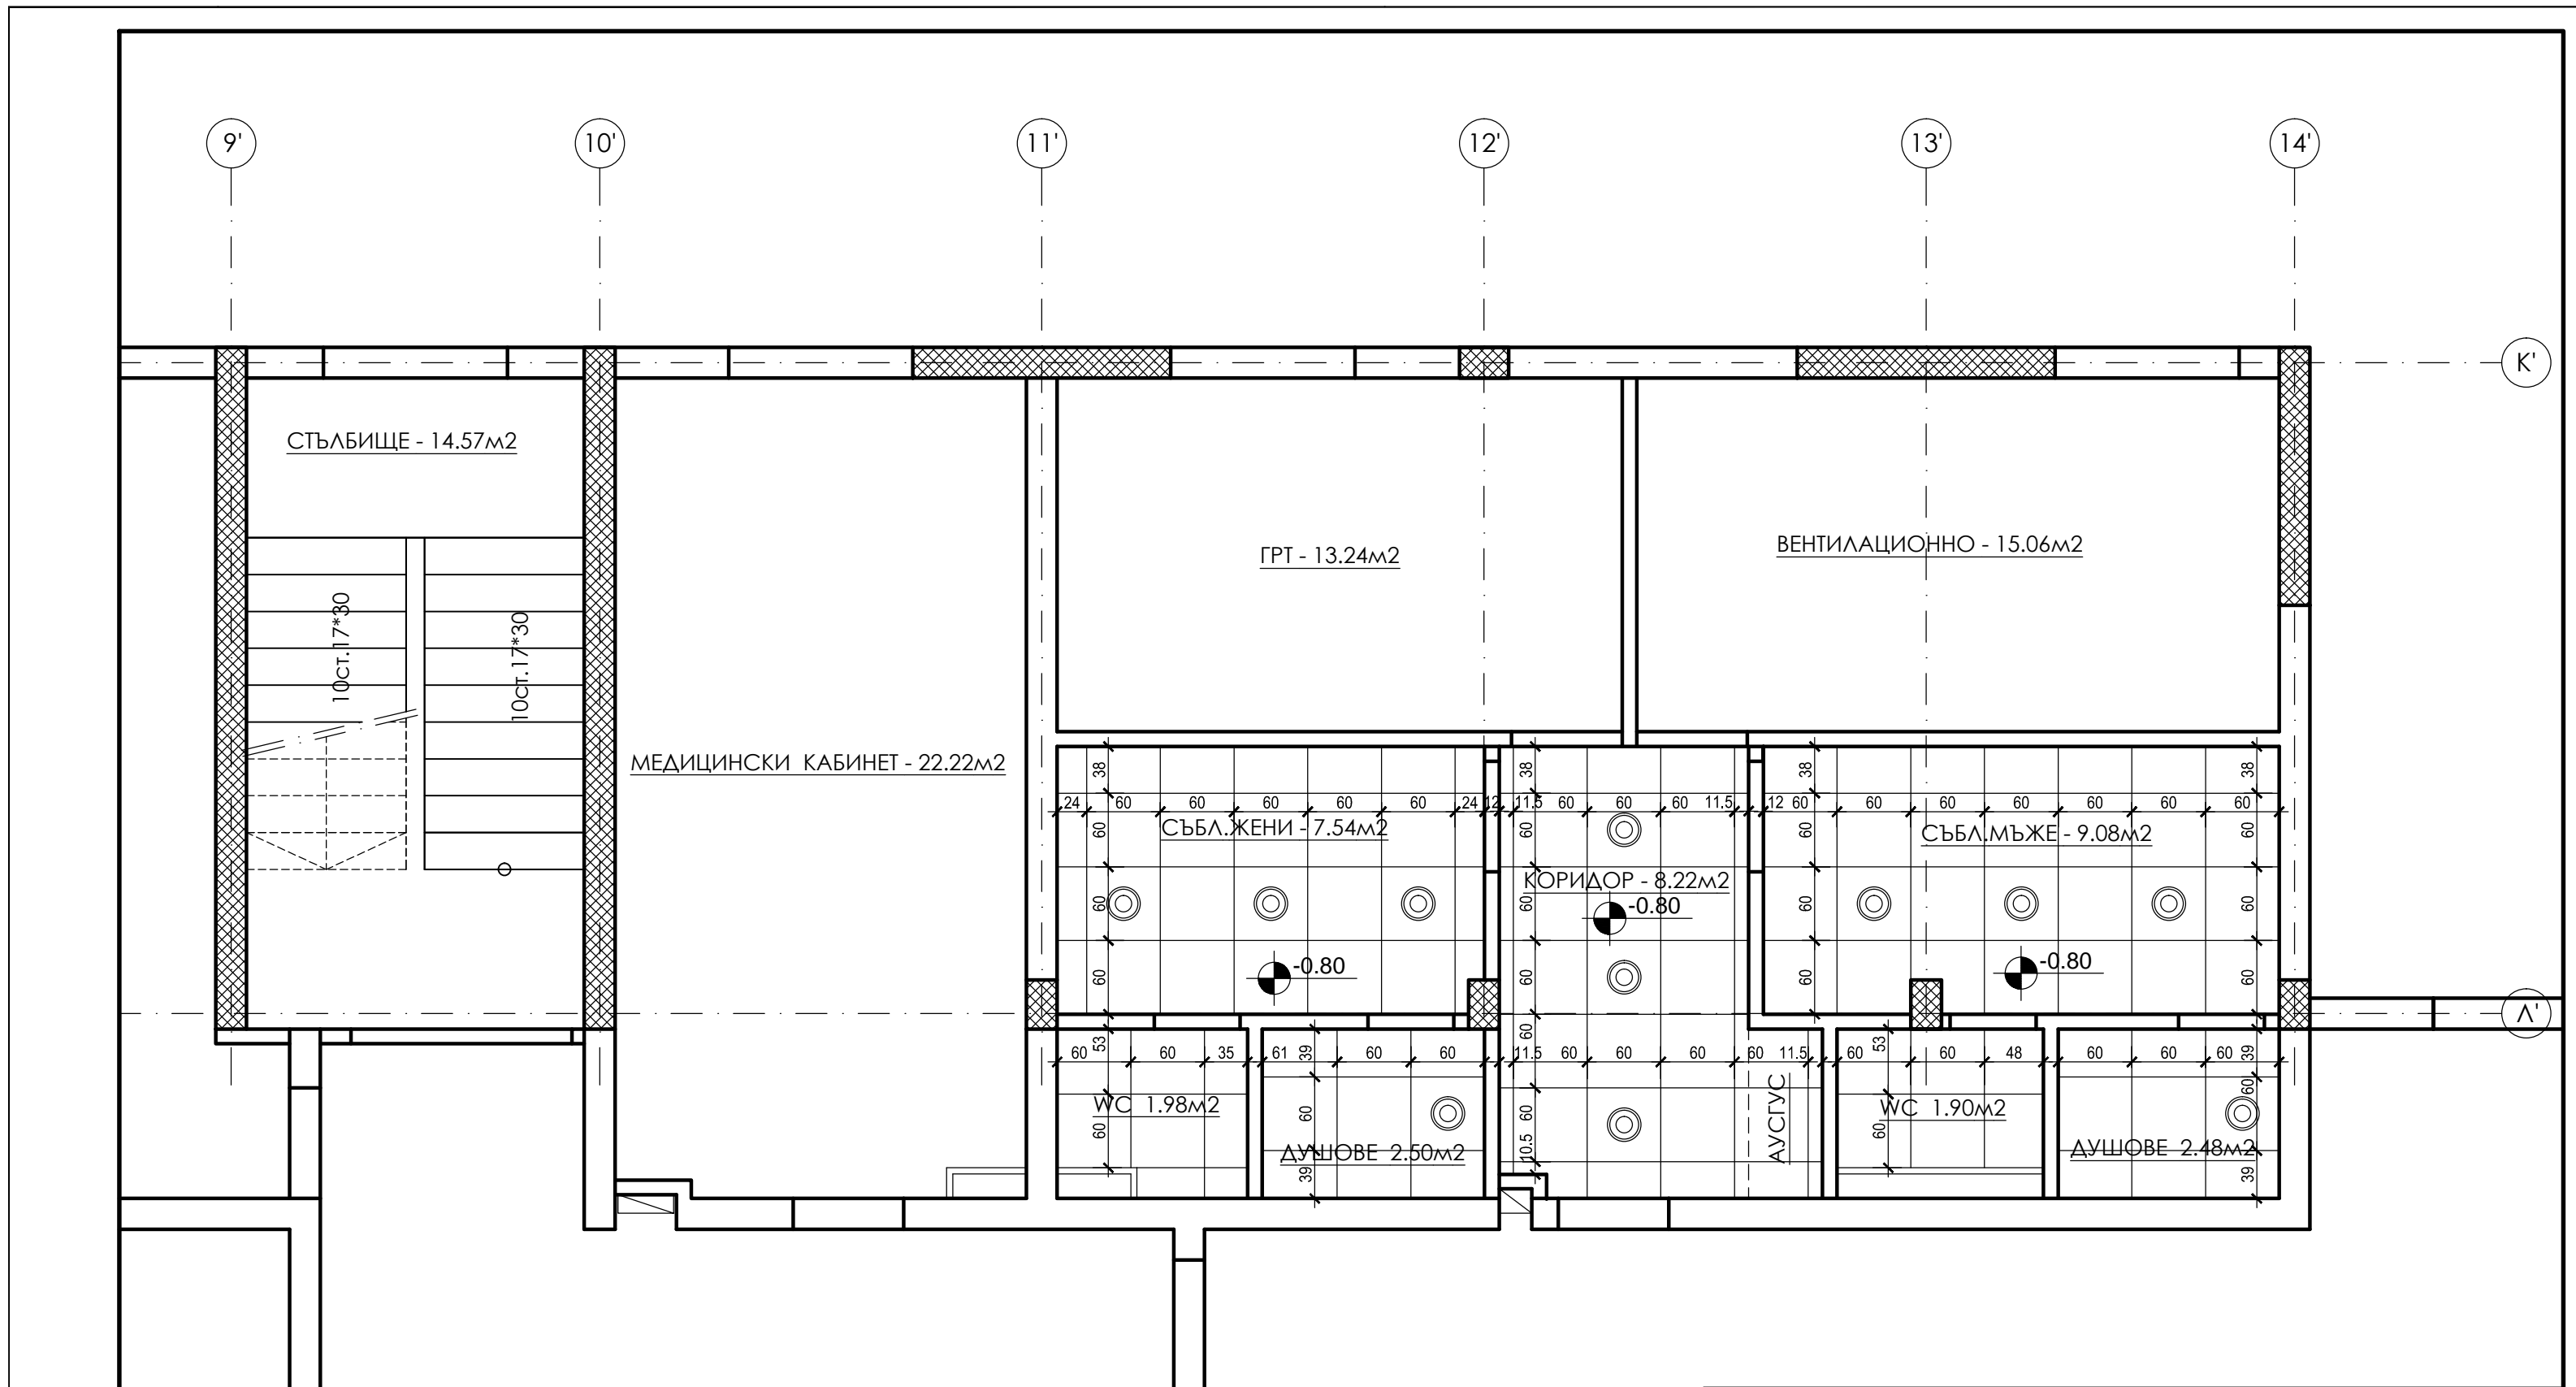 9' 10' 11' 12' 13' 14'
К'
СТЪЛБИЩЕ - 14.57м2
ГРТ - 13.24м2
ВЕНТИЛАЦИОННО - 15.06м2
10ст.17*30
10ст.17*30
МЕДИЦИНСКИ КАБИНЕТ - 22.22м2
38 38 38 38
24 60 60 60 60 60 24 12 11,5 60 60 60 11,5 12 60 60 60 60 60 60 60
СЪБЛ.ЖЕНИ - 7.54м2
СЪБЛ.МЪЖЕ - 9.08м2
60 60 60 60
КОРИДОР - 8.22м2
-0.80
60 60 60 60
-0.80
-0.80
60 60 60 60
Л'
60
53 39 53 39
60 60 35 61 60 60 11.5 60 60 60 60 11.5 60 60 48 60 60 60
60
WC 1.98м2
WC 1.90м2
АУСГУС
60 60 60 60
ДУШОВЕ 2.50м2
ДУШОВЕ 2.48м2
10.5
39 39